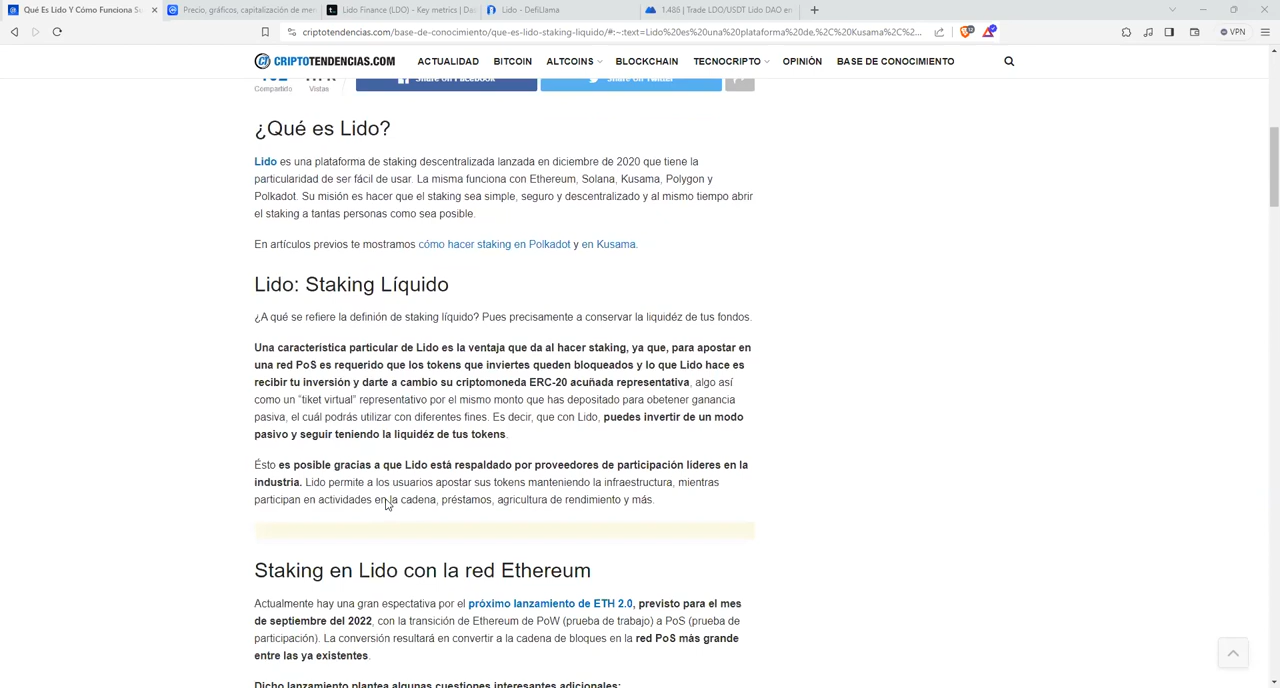 Qué Es Lido Y Cómo Funciona Su
Precio, gráficos, capitalización de mer
Lido Finance (LDO) - Key metrics | Das
Lido - DefiLlama
1.486 | Trade LDO/USDT Lido DAO en
criptotendencias.com/base-de-conocimiento/que-es-lido-staking-liquido/#:~:text=Lido%20es%20una%20plataforma%20de,%2C%20Kusama%2C%2...
VPN
CRIPTOTENDENCIAS.COM
ACTUALIDAD BITCOIN ALTCOINS BLOCKCHAIN TECNOCRIPTO OPINIÓN BASE DE CONOCIMIENTO
Compartido Vistas Share on Facebook Share on Twitter
¿Qué es Lido?
Lido es una plataforma de staking descentralizada lanzada en diciembre de 2020 que tiene la
particularidad de ser fácil de usar. La misma funciona con Ethereum, Solana, Kusama, Polygon y
Polkadot. Su misión es hacer que el staking sea simple, seguro y descentralizado y al mismo tiempo abrir
el staking a tantas personas como sea posible.
En artículos previos te mostramos cómo hacer staking en Polkadot y en Kusama.
Lido: Staking Líquido
¿A qué se refiere la definión de staking líquido? Pues precisamente a conservar la liquidéz de tus fondos.
Una característica particular de Lido es la ventaja que da al hacer staking, ya que, para apostar en
una red PoS es requerido que los tokens que inviertes queden bloqueados y lo que Lido hace es
recibir tu inversión y darte a cambio su criptomoneda ERC-20 acuñada representativa, algo así
como un “tiket virtual” representativo por el mismo monto que has depositado para obetener ganancia
pasiva, el cuál podrás utilizar con diferentes fines. Es decir, que con Lido, puedes invertir de un modo
pasivo y seguir teniendo la liquidéz de tus tokens.
Ésto es posible gracias a que Lido está respaldado por proveedores de participación líderes en la
industria. Lido permite a los usuarios apostar sus tokens manteniendo la infraestructura, mientras
participan en actividades en la cadena, préstamos, agricultura de rendimiento y más.
Staking en Lido con la red Ethereum
Actualmente hay una gran espectativa por el próximo lanzamiento de ETH 2.0, previsto para el mes
de septiembre del 2022, con la transición de Ethereum de PoW (prueba de trabajo) a PoS (prueba de
participación). La conversión resultará en convertir a la cadena de bloques en la red PoS más grande
entre las ya existentes.
Dicho lanzamiento plantea algunas cuestiones interesantes adicionales: